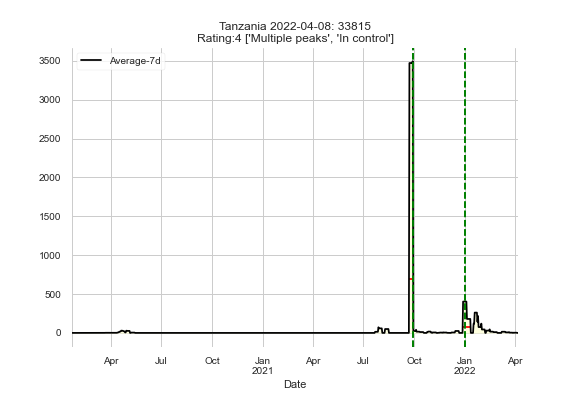 Tanzania 2022-04-08: 33815
Rating:4 ['Multiple peaks', 'In control']
Average-7d
3500
3000
2500
2000
1500
1000
500
0
Apr Jul Oct Jan Apr Jul Oct Jan Apr
2021 2022
Date